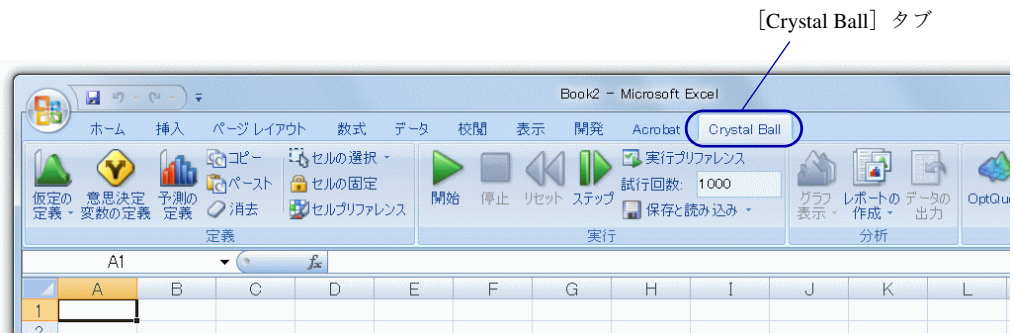 ［Crystal Ball］タブ
Book2 - Microsoft Excel
ホーム 挿入 ページ レイアウト 数式 データ 校閲 表示 開発 Acrobat Crystal Ball
仮定の定義 意思決定変数の定義 予測の定義 コピー ペースト 消去 セルの選択 セルの固定 セルプリファレンス
開始 停止 リセット ステップ 実行プリファレンス
試行回数: 1000
保存と読み込み
グラフ表示 レポートの作成 データの出力 OptQu
定義 実行 分析
A1 fx
A B C D E F G H I J K L
1
2